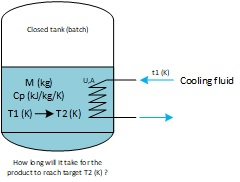 Closed tank (batch)
t1 (K)
M (kg)
U,A
Cooling fluid
Cp (kJ/kg/K)
T1 (K) T2 (K)
How long will it take for the
product to reach target T2 (K) ?